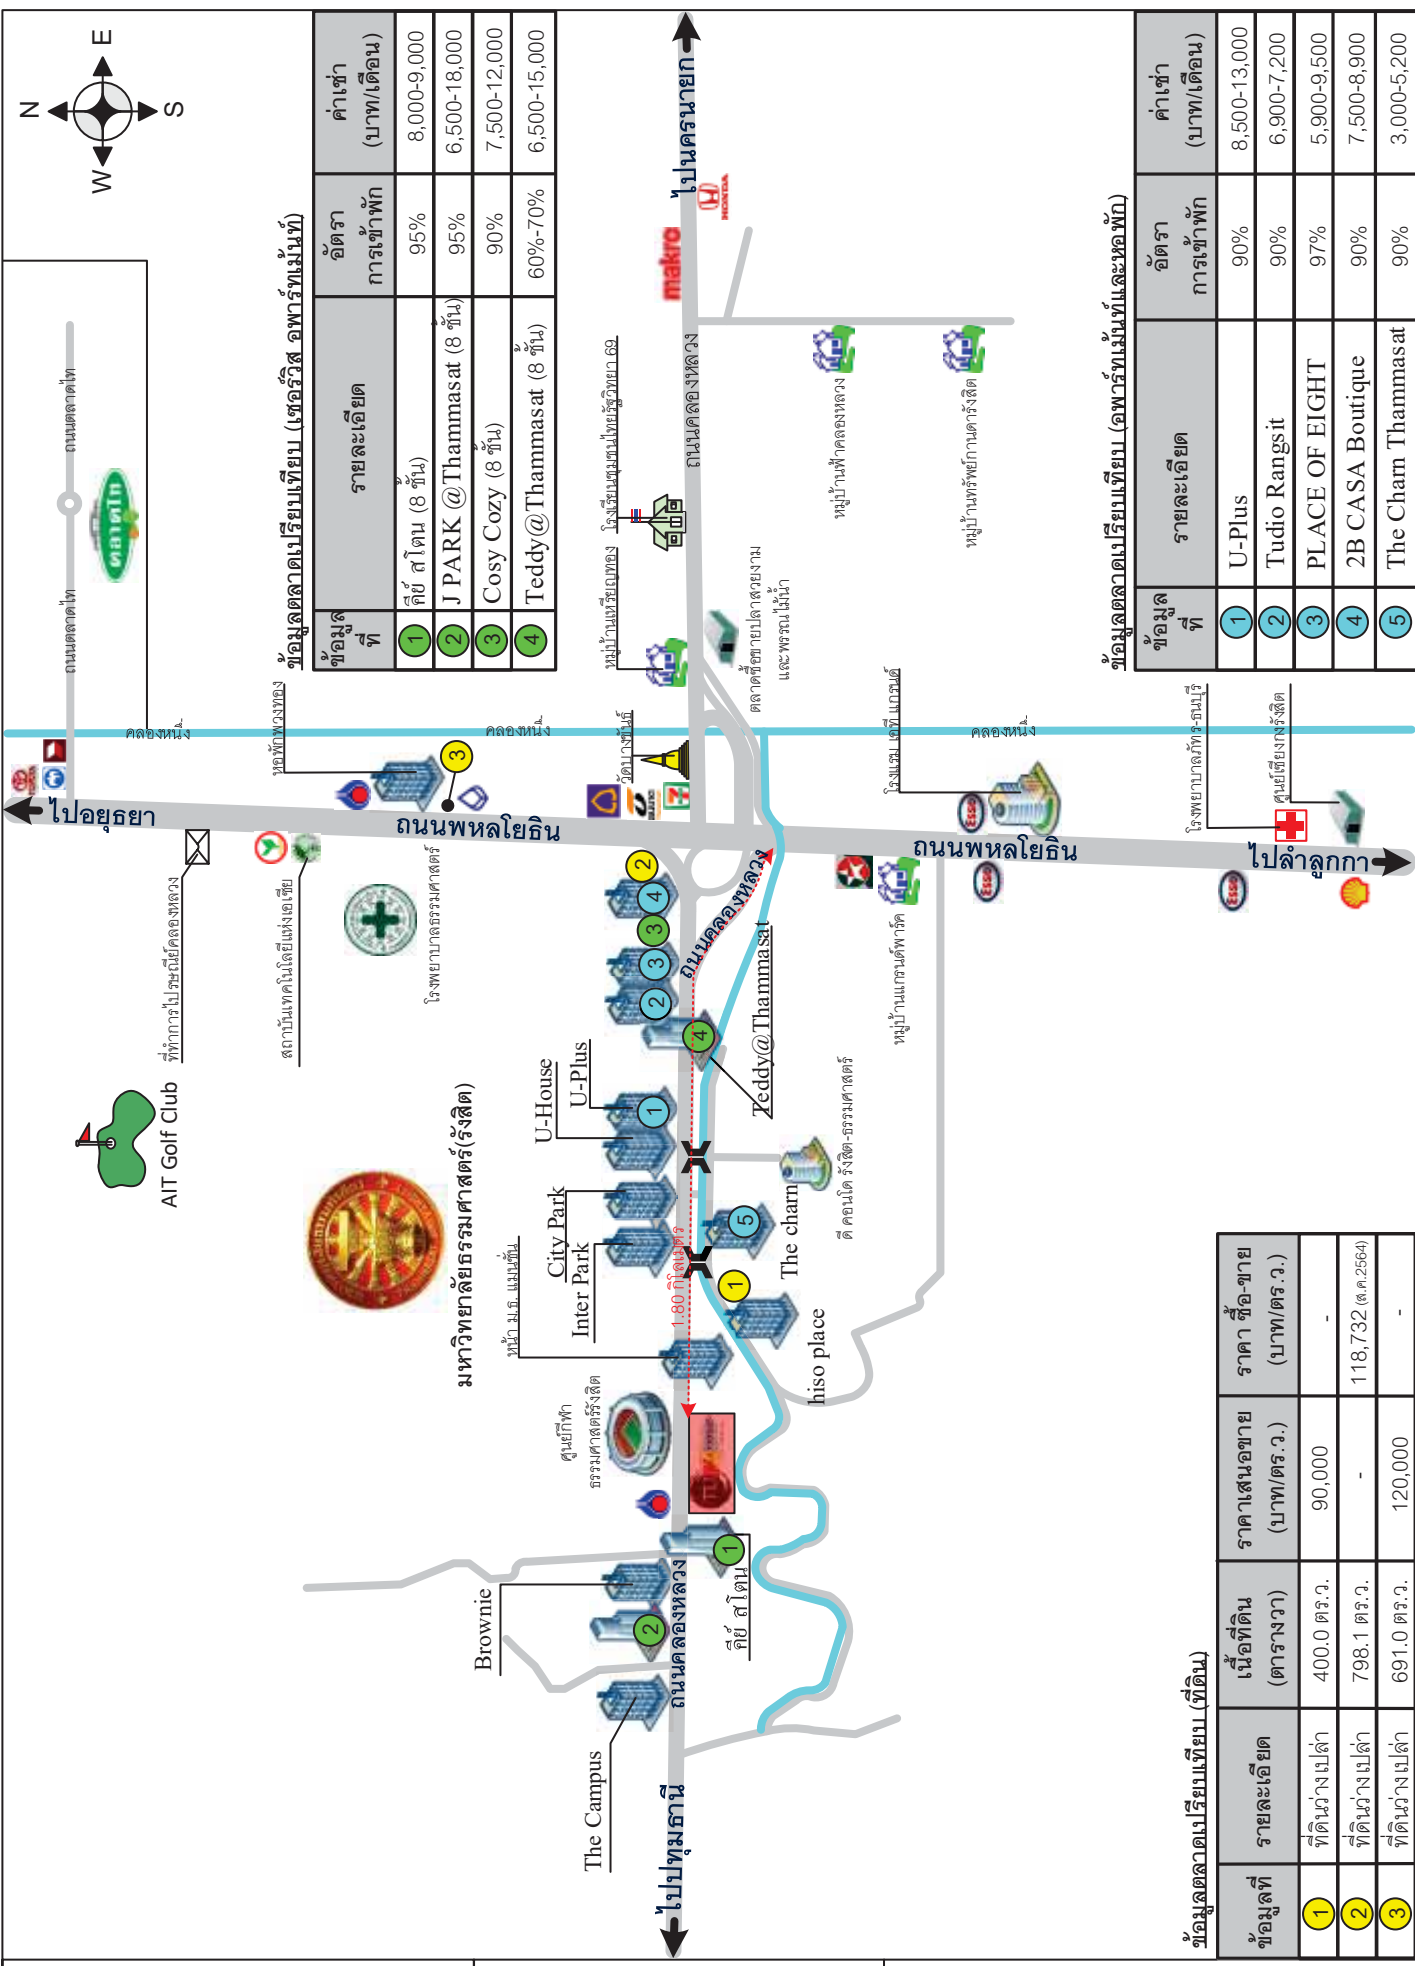 N
W
E
S
ถนนตลาดไท
ถนนตลาดไท
ถนนตลาดไท
ตลาดไท
คลองหนึ่ง
คลองหนึ่ง
คลองหนึ่ง
ไปอยุธยา
ถนนพหลโยธิน
ถนนพหลโยธิน
ไปลำลูกกา
ไปปทุมธานี
ถนนคลองหลวง
ถนนคลองหลวง
ถนนคลองหลวง
ไปนครนายก
ที่ทำการไปรษณีย์คลองหลวง
สถาบันเทคโนโลยีแห่งเอเชีย
โรงพยาบาลธรรมศาสตร์
หอพักพวงทอง
วัดบางขันธ์
หมู่บ้านเหรียญทอง
โรงเรียนชุมชนไทยรัฐวิทยา 69
makro
HONDA
หมู่บ้านฟ้าคลองหลวง
หมู่บ้านทรัพย์กานดารังสิต
ตลาดซื้อขายปลาสวยงาม
และพรรณไม้น้ำ
โรงแรม เอที แกรนด์
โรงพยาบาลภัทร-ธนบุรี
ศูนย์เชียงกงรังสิต
Esso
Esso
Esso
7
หมู่บ้านแกรนด์พาร์ค
AIT Golf Club
มหาวิทยาลัยธรรมศาสตร์(รังสิต)
U-House
U-Plus
City Park
Inter Park
หน้า ม.ธ. แมนชั่น
ศูนย์กีฬา
ธรรมศาสตร์รังสิต
1.80 กิโลเมตร
Teddy@Thammasat
ดี คอนโด รังสิต-ธรรมศาสตร์
The charn
hiso place
Brownie
คีย์ สโตน
The Campus
1
2
3
4
1
2
3
4
5
1
2
3
ข้อมูลตลาดเปรียบเทียบ (เซอร์วิส อพาร์ทเม้นท์)
ข้อมูลที่ รายละเอียด อัตราการเข้าพัก ค่าเช่า (บาท/เดือน)
1 คีย์ สโตน (8 ชั้น) 95% 8,000-9,000
2 J PARK @Thammasat (8 ชั้น) 95% 6,500-18,000
3 Cosy Cozy (8 ชั้น) 90% 7,500-12,000
4 Teddy@Thammasat (8 ชั้น) 60%-70% 6,500-15,000
ข้อมูลตลาดเปรียบเทียบ (อพาร์ทเม้นท์และหอพัก)
ข้อมูลที่ รายละเอียด อัตราการเข้าพัก ค่าเช่า (บาท/เดือน)
1 U-Plus 90% 8,500-13,000
2 Tudio Rangsit 90% 6,900-7,200
3 PLACE OF EIGHT 97% 5,900-9,500
4 2B CASA Boutique 90% 7,500-8,900
5 The Charn Thammasat 90% 3,000-5,200
ข้อมูลตลาดเปรียบเทียบ (ที่ดิน)
ข้อมูลที่ รายละเอียด เนื้อที่ดิน (ตารางวา) ราคาเสนอขาย (บาท/ตร.ว.) ราคา ซื้อ-ขาย (บาท/ตร.ว.)
1 ที่ดินว่างเปล่า 400.0 ตร.ว. 90,000 -
2 ที่ดินว่างเปล่า 798.1 ตร.ว. - 118,732 (ส.ค.2564)
3 ที่ดินว่างเปล่า 691.0 ตร.ว. 120,000 -